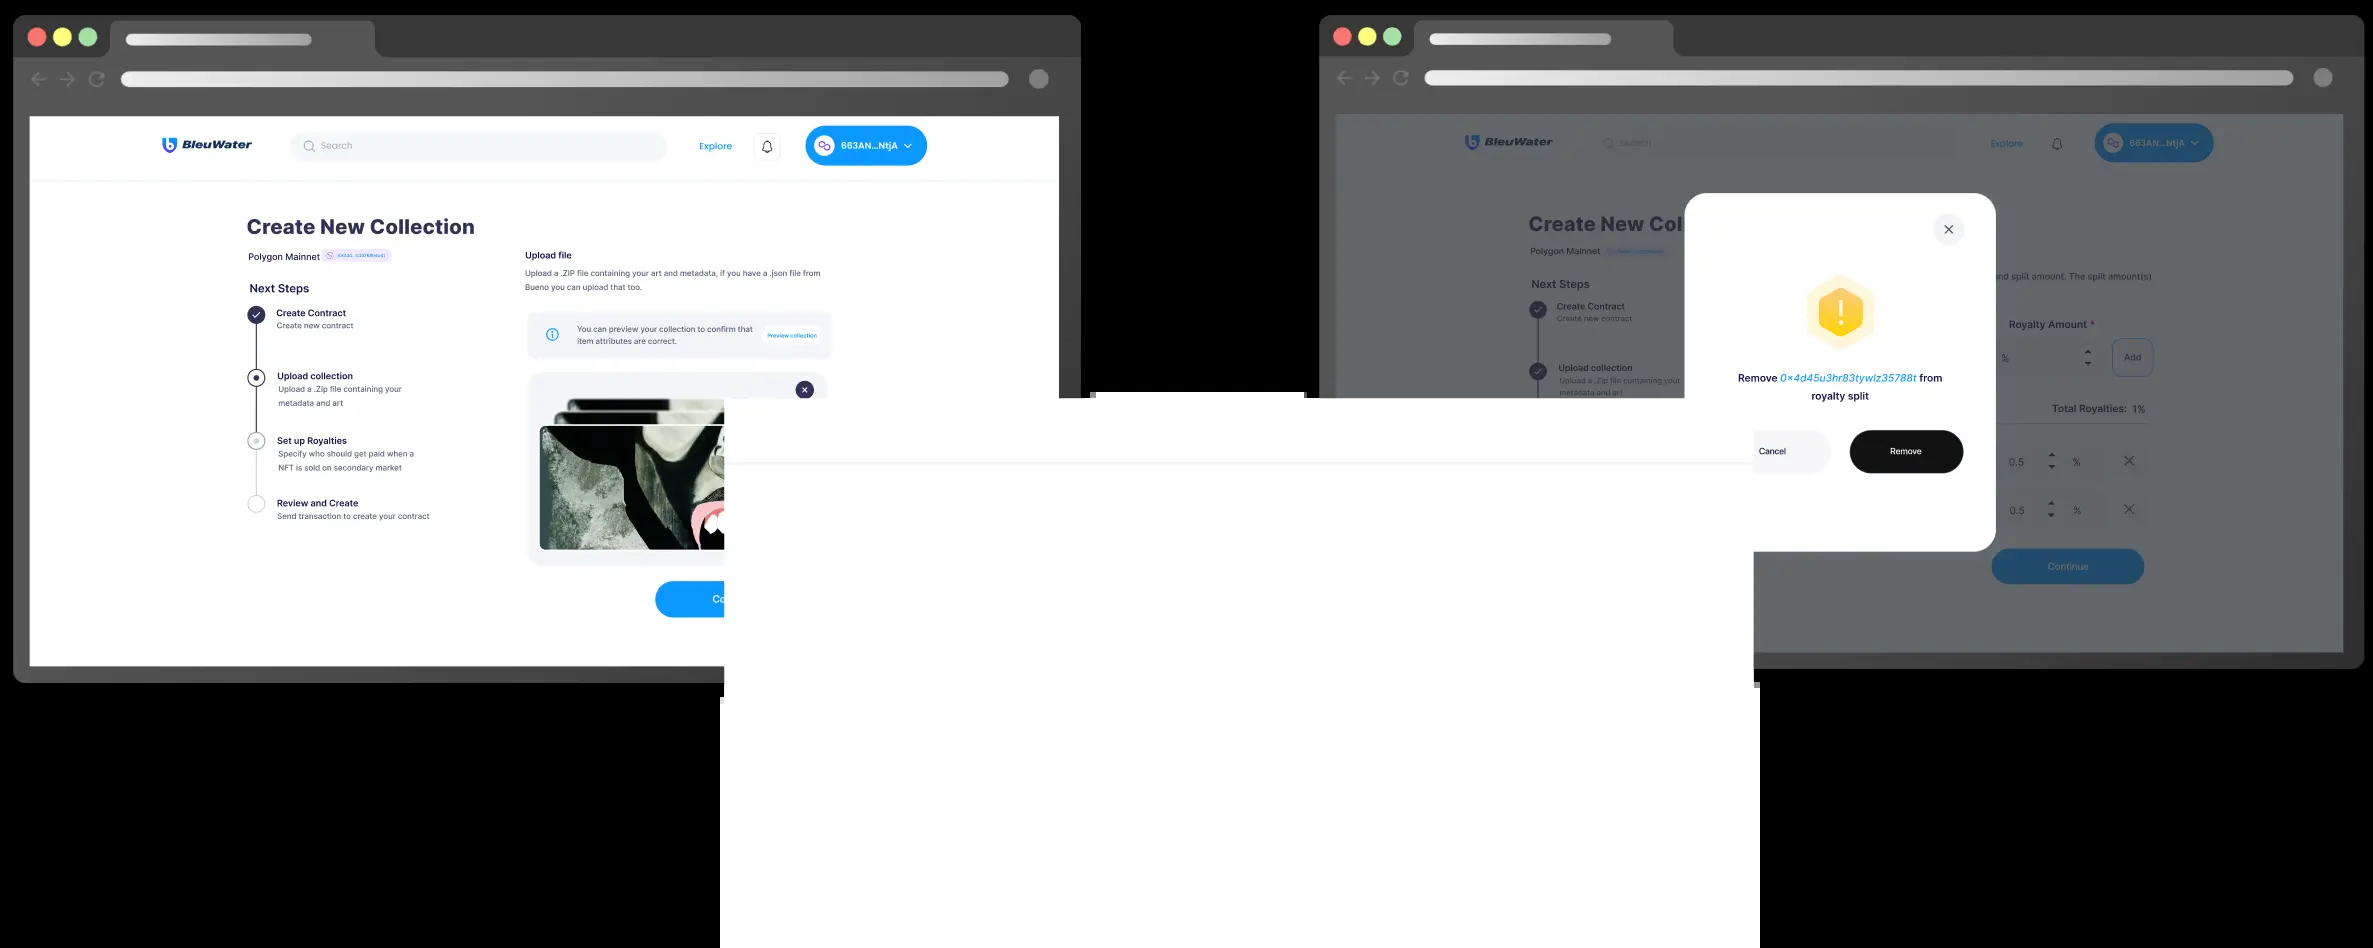 BleuWater
Search
Explore
663AN...NtjA
Create New Collection
Polygon Mainnet
Next Steps
Create Contract
Create new contract
Upload collection
Upload a .Zip file containing your
metadata and art
Set up Royalties
Specify who should get paid when a
NFT is sold on secondary market
Review and Create
Send transaction to create your contract
Upload file
Upload a .ZIP file containing your art and metadata, if you have a .json file from
Bueno you can upload that too.
You can preview your collection to confirm that
item attributes are correct.
Preview collection
Co
BleuWater
Search
Explore
663AN...NtjA
Create New Col
Polygon Mainnet
Next Steps
Create Contract
Create new contract
Upload collection
Upload a .Zip file containing your
metadata and art
nd split amount. The split amount(s)
Royalty Amount *
%
Add
Total Royalties: 1%
0.5 %
0.5 %
Continue
Remove 0x4d45u3hr83tywlz35788t from
royalty split
Cancel
Remove